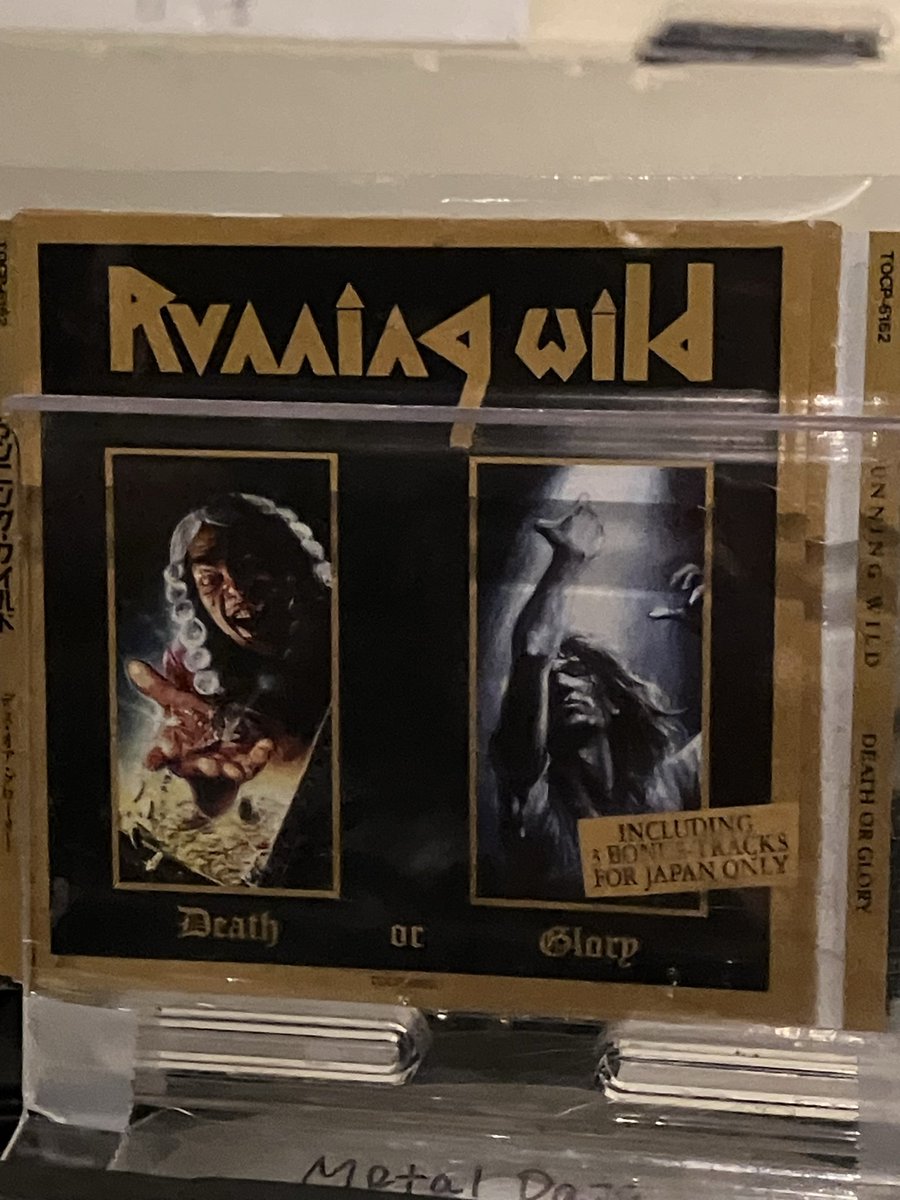 Running wild
Death or Glory
INCLUDING
3 BONUS TRACKS
FOR JAPAN ONLY
TOCP-6162
UNNING WILD DEATH OR GLORY
Metal